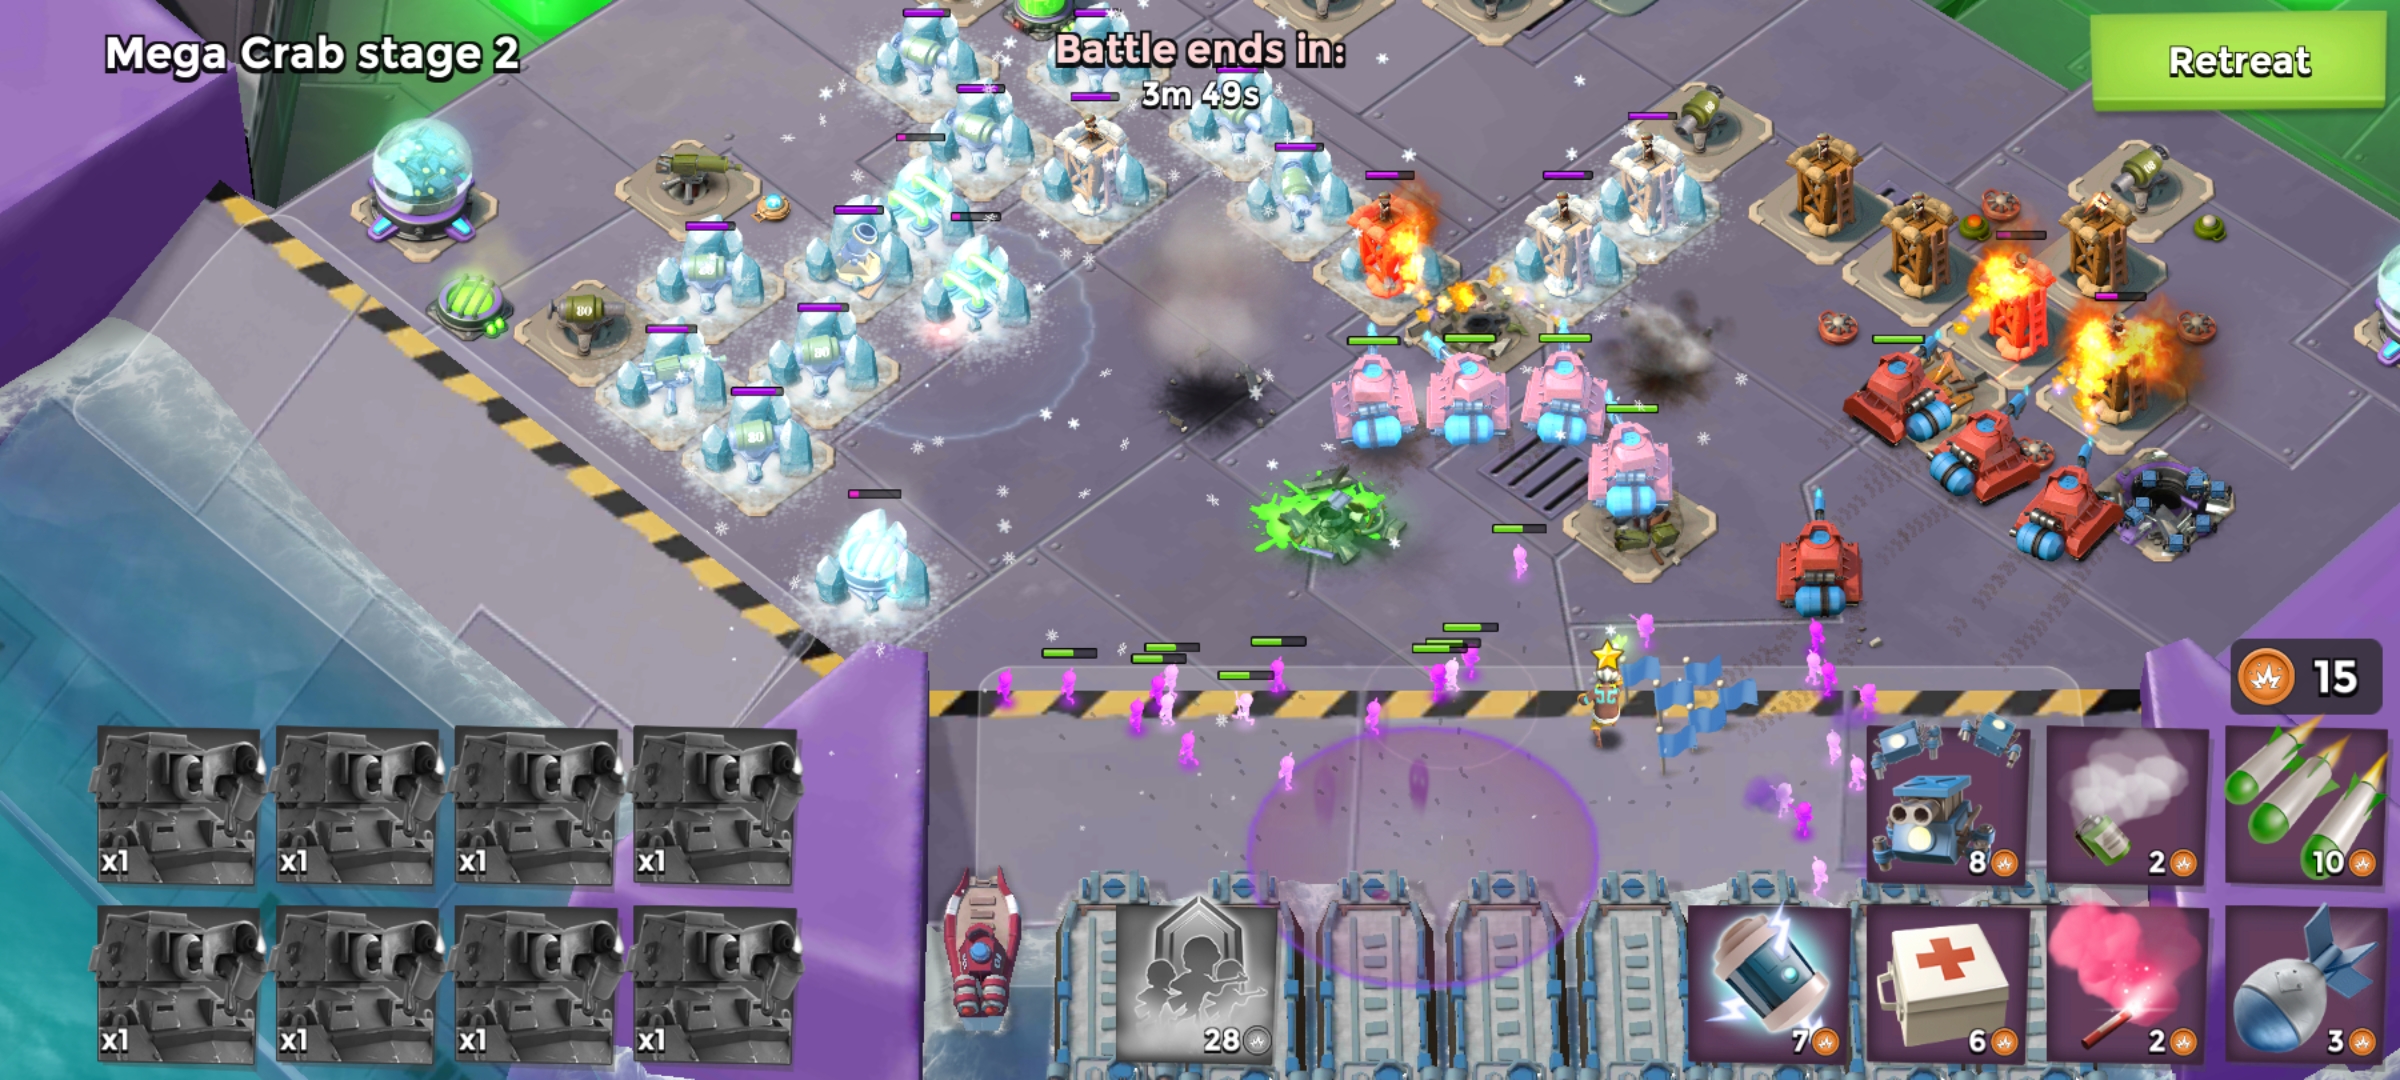 Mega Crab stage 2
Battle ends in:
3m 49s
Retreat
15
x1
x1
x1
x1
8
2
10
x1
x1
x1
x1
28
7
6
2
3